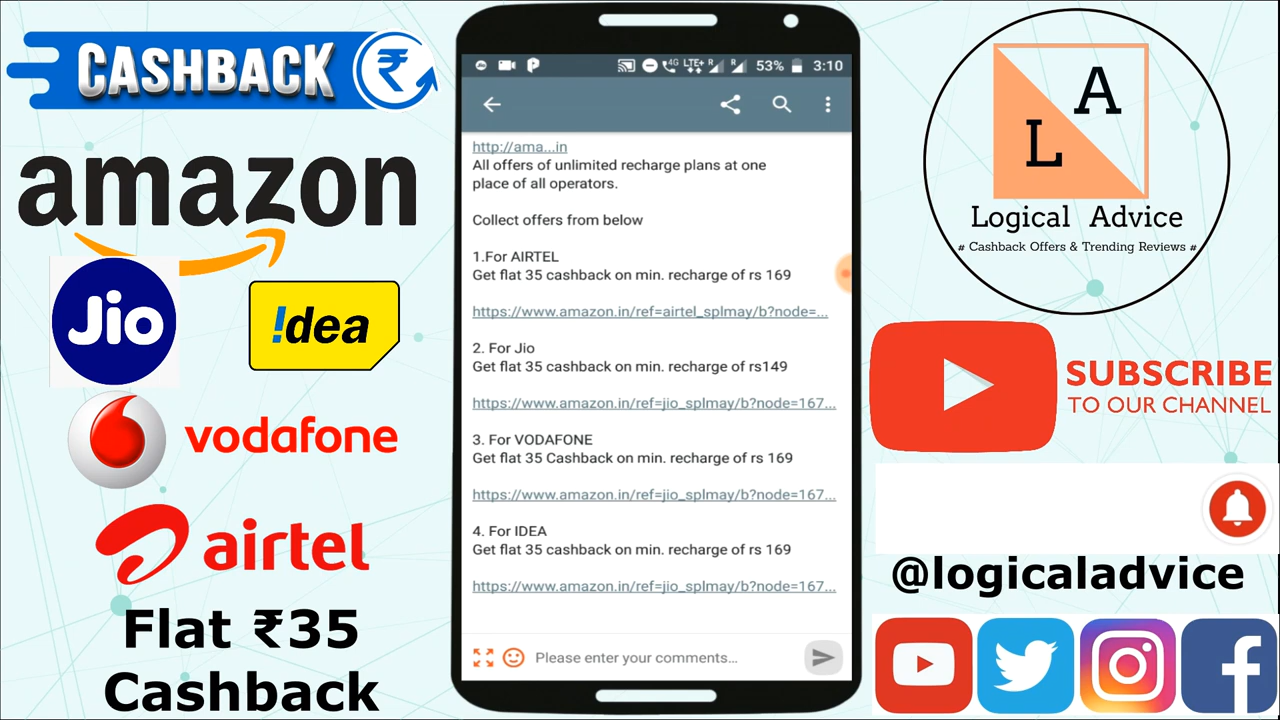 CASHBACK ₹
amazon
Jio
!dea
vodafone
airtel
Flat ₹35
Cashback
4G LTE+ R R 53% 3:10
http://ama...in
All offers of unlimited recharge plans at one
place of all operators.
Collect offers from below
1.For AIRTEL
Get flat 35 cashback on min. recharge of rs 169
https://www.amazon.in/ref=airtel_splmay/b?node=...
2. For Jio
Get flat 35 cashback on min. recharge of rs149
https://www.amazon.in/ref=jio_splmay/b?node=167...
3. For VODAFONE
Get flat 35 Cashback on min. recharge of rs 169
https://www.amazon.in/ref=jio_splmay/b?node=167...
4. For IDEA
Get flat 35 cashback on min. recharge of rs 169
https://www.amazon.in/ref=jio_splmay/b?node=167...
Please enter your comments...
L A
Logical Advice
# Cashback Offers & Trending Reviews #
SUBSCRIBE
TO OUR CHANNEL
@logicaladvice